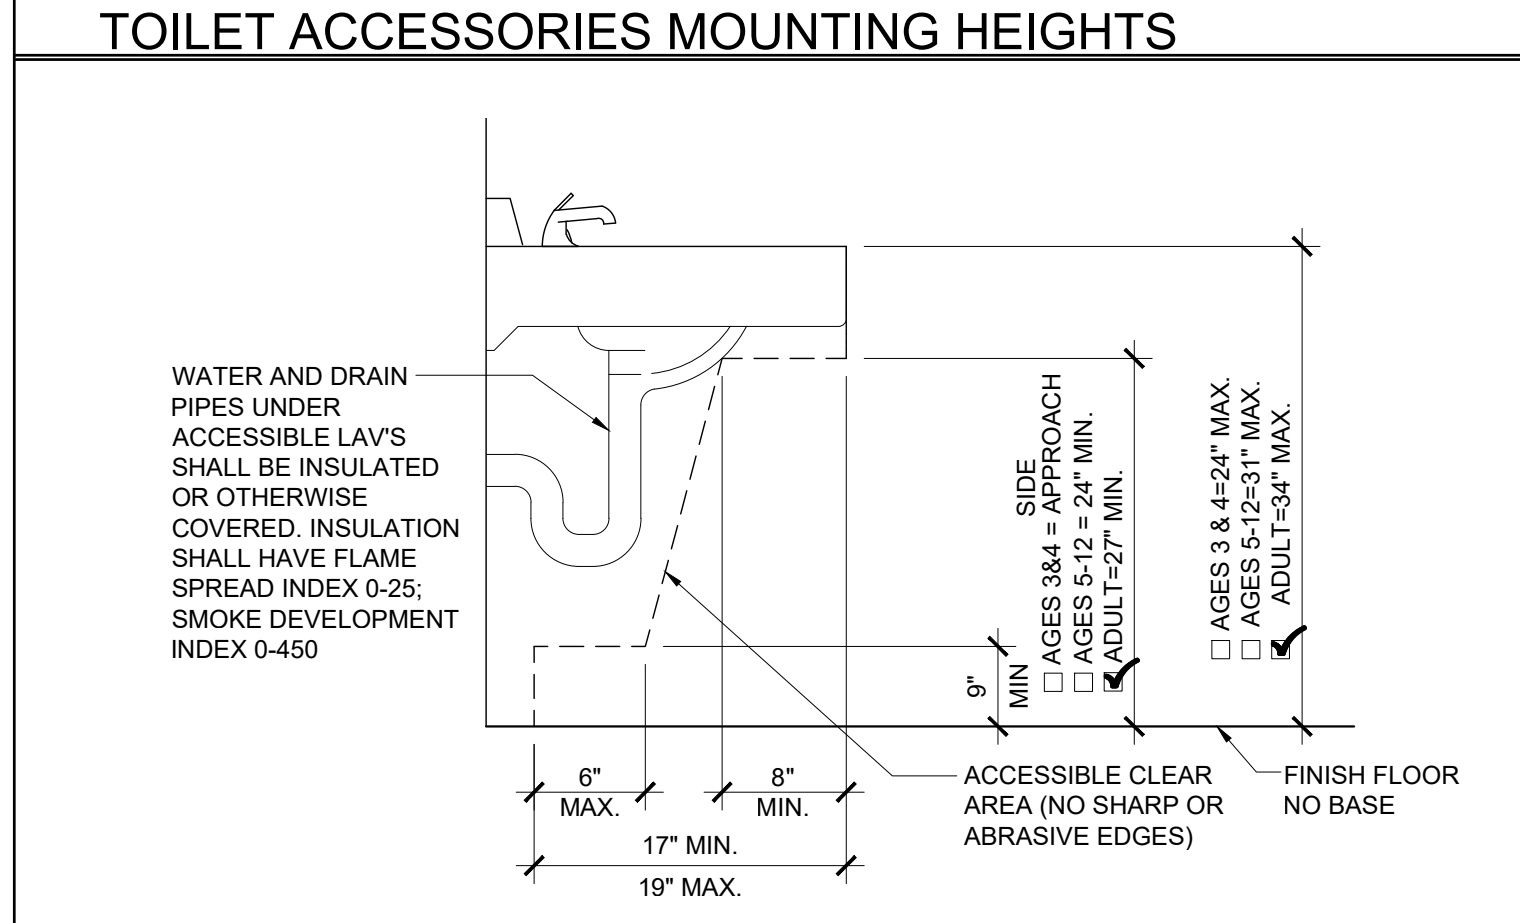 TOILET ACCESSORIES MOUNTING HEIGHTS
WATER AND DRAIN
PIPES UNDER
ACCESSIBLE LAV'S
SHALL BE INSULATED
OR OTHERWISE
COVERED. INSULATION
SHALL HAVE FLAME
SPREAD INDEX 0-25;
SMOKE DEVELOPMENT
INDEX 0-450
9"
MIN
SIDE
AGES 3&4 = APPROACH
AGES 5-12 = 24" MIN.
ADULT=27" MIN.
AGES 3 & 4=24" MAX.
AGES 5-12=31" MAX.
ADULT=34" MAX.
6"
MAX.
8"
MIN.
17" MIN.
19" MAX.
ACCESSIBLE CLEAR
AREA (NO SHARP OR
ABRASIVE EDGES)
FINISH FLOOR
NO BASE